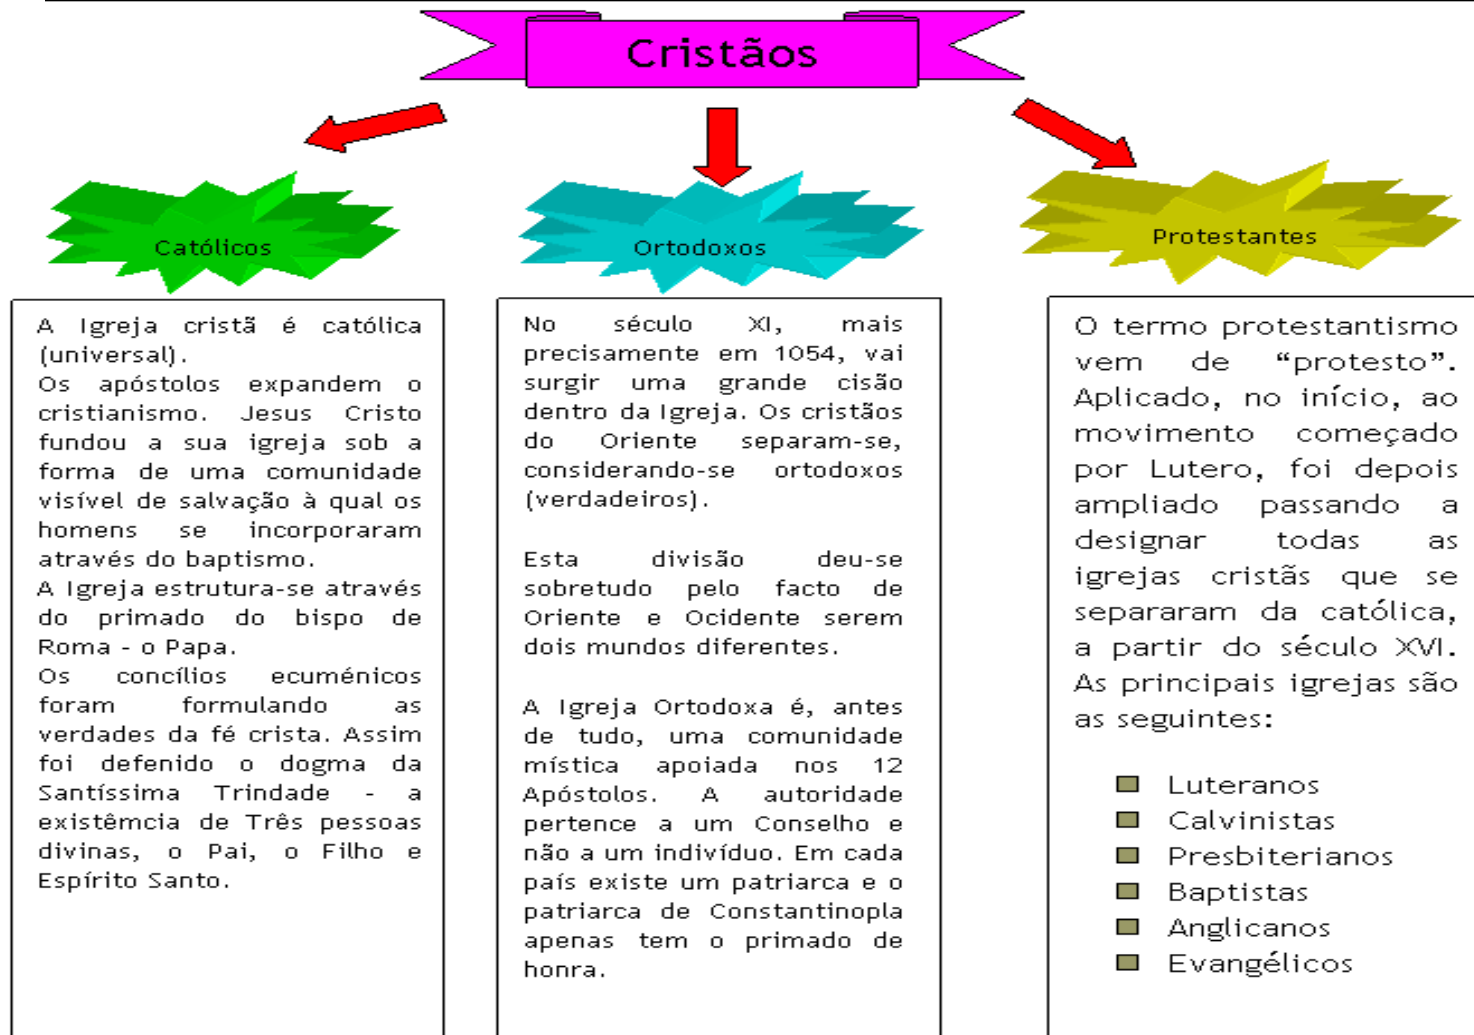 Cristãos
Católicos
Ortodoxos
Protestantes
A Igreja cristã é católica
(universal).
Os apóstolos expandem o
cristianismo. Jesus Cristo
fundou a sua igreja sob a
forma de uma comunidade
visível de salvação à qual os
homens se incorporaram
através do baptismo.
A Igreja estrutura-se através
do primado do bispo de
Roma - o Papa.
Os concílios ecuménicos
foram formulando as
verdades da fé crista. Assim
foi defenido o dogma da
Santíssima Trindade - a
existêmcia de Três pessoas
divinas, o Pai, o Filho e
Espírito Santo.
No século XI, mais
precisamente em 1054, vai
surgir uma grande cisão
dentro da Igreja. Os cristãos
do Oriente separam-se,
considerando-se ortodoxos
(verdadeiros).
Esta divisão deu-se
sobretudo pelo facto de
Oriente e Ocidente serem
dois mundos diferentes.
A Igreja Ortodoxa é, antes
de tudo, uma comunidade
mística apoiada nos 12
Apóstolos. A autoridade
pertence a um Conselho e
não a um indivíduo. Em cada
país existe um patriarca e o
patriarca de Constantinopla
apenas tem o primado de
honra.
O termo protestantismo
vem de “protesto”.
Aplicado, no início, ao
movimento começado
por Lutero, foi depois
ampliado passando a
designar todas as
igrejas cristãs que se
separaram da católica,
a partir do século XVI.
As principais igrejas são
as seguintes:
Luteranos
Calvinistas
Presbiterianos
Baptistas
Anglicanos
Evangélicos